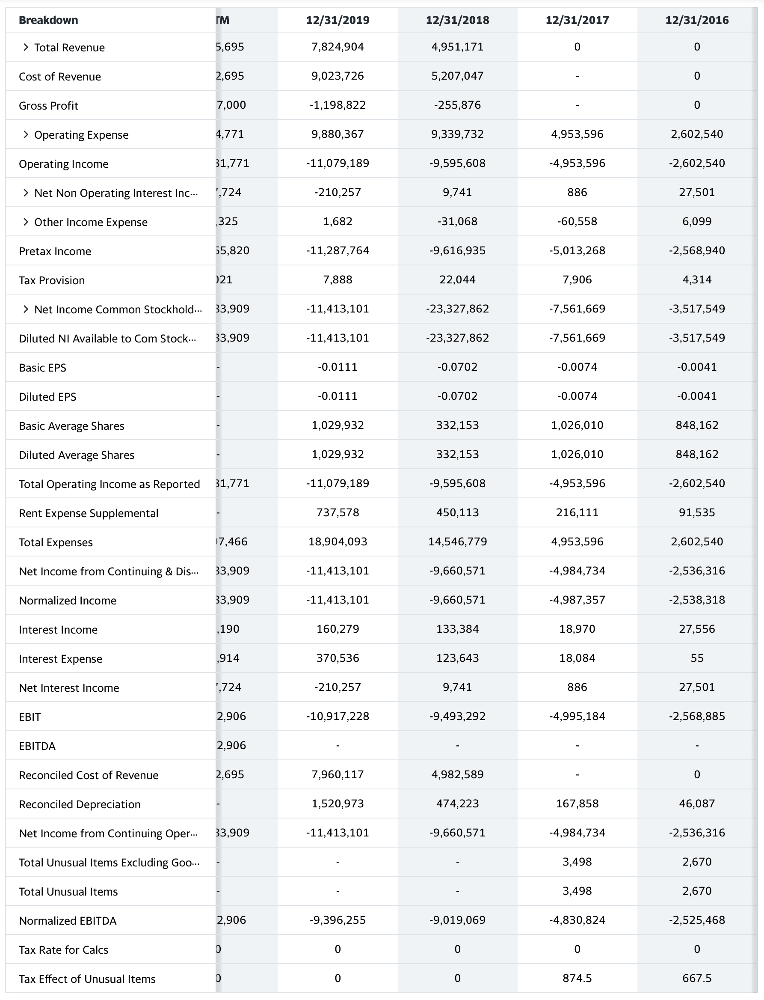 Breakdown TM 12/31/2019 12/31/2018 12/31/2017 12/31/2016
> Total Revenue 5,695 7,824,904 4,951,171 0 0
Cost of Revenue 2,695 9,023,726 5,207,047 - 0
Gross Profit 7,000 -1,198,822 -255,876 - 0
> Operating Expense 4,771 9,880,367 9,339,732 4,953,596 2,602,540
Operating Income 31,771 -11,079,189 -9,595,608 -4,953,596 -2,602,540
> Net Non Operating Interest Inc... ,724 -210,257 9,741 886 27,501
> Other Income Expense ,325 1,682 -31,068 -60,558 6,099
Pretax Income 55,820 -11,287,764 -9,616,935 -5,013,268 -2,568,940
Tax Provision 021 7,888 22,044 7,906 4,314
> Net Income Common Stockhold... 33,909 -11,413,101 -23,327,862 -7,561,669 -3,517,549
Diluted NI Available to Com Stock... 33,909 -11,413,101 -23,327,862 -7,561,669 -3,517,549
Basic EPS - -0.0111 -0.0702 -0.0074 -0.0041
Diluted EPS - -0.0111 -0.0702 -0.0074 -0.0041
Basic Average Shares - 1,029,932 332,153 1,026,010 848,162
Diluted Average Shares - 1,029,932 332,153 1,026,010 848,162
Total Operating Income as Reported 31,771 -11,079,189 -9,595,608 -4,953,596 -2,602,540
Rent Expense Supplemental - 737,578 450,113 216,111 91,535
Total Expenses 7,466 18,904,093 14,546,779 4,953,596 2,602,540
Net Income from Continuing & Dis... 33,909 -11,413,101 -9,660,571 -4,984,734 -2,536,316
Normalized Income 33,909 -11,413,101 -9,660,571 -4,987,357 -2,538,318
Interest Income ,190 160,279 133,384 18,970 27,556
Interest Expense ,914 370,536 123,643 18,084 55
Net Interest Income ,724 -210,257 9,741 886 27,501
EBIT 2,906 -10,917,228 -9,493,292 -4,995,184 -2,568,885
EBITDA 2,906 - - - -
Reconciled Cost of Revenue 2,695 7,960,117 4,982,589 - 0
Reconciled Depreciation - 1,520,973 474,223 167,858 46,087
Net Income from Continuing Oper... 33,909 -11,413,101 -9,660,571 -4,984,734 -2,536,316
Total Unusual Items Excluding Goo... - - - 3,498 2,670
Total Unusual Items - - - 3,498 2,670
Normalized EBITDA 2,906 -9,396,255 -9,019,069 -4,830,824 -2,525,468
Tax Rate for Calcs 0 0 0 0 0
Tax Effect of Unusual Items 0 0 0 874.5 667.5